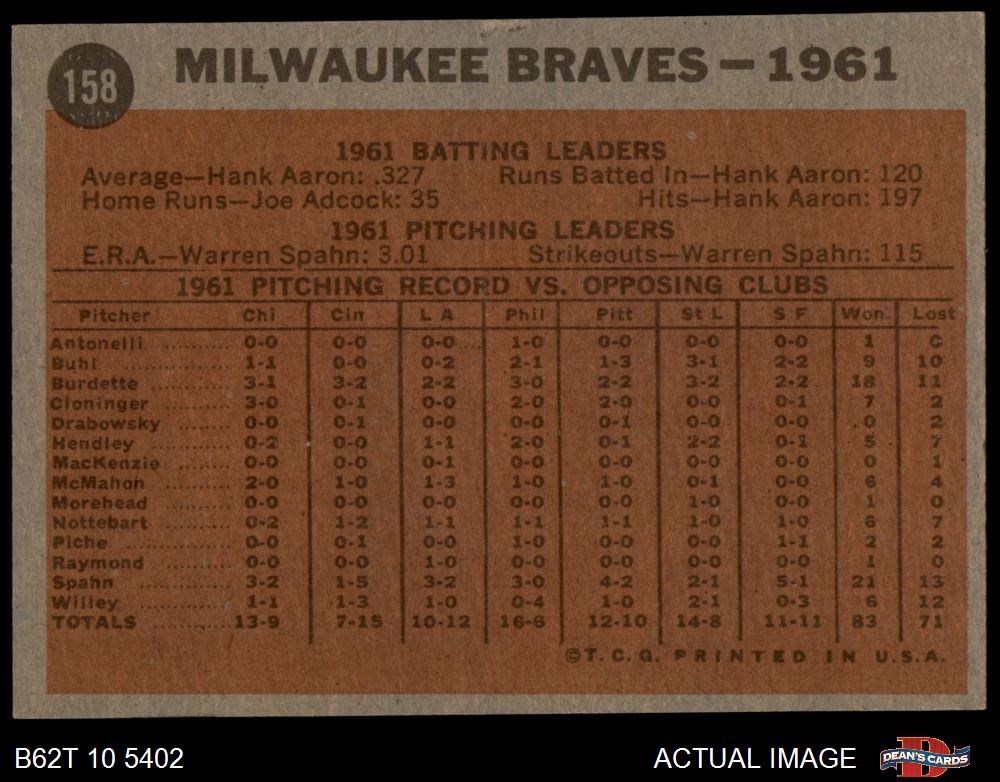 158
MILWAUKEE BRAVES — 1961
1961 BATTING LEADERS
Average—Hank Aaron: .327 Runs Batted In—Hank Aaron: 120
Home Runs—Joe Adcock: 35 Hits—Hank Aaron: 197
1961 PITCHING LEADERS
E.R.A.—Warren Spahn: 3.01 Strikeouts—Warren Spahn: 115
1961 PITCHING RECORD VS. OPPOSING CLUBS
Pitcher Chi Cin L A Phil Pitt St L S F Won Lost
Antonelli .......... 0-0 0-0 0-0 1-0 0-0 0-0 0-0 1 0
Buhl .......... 1-1 0-0 0-2 2-1 1-3 3-1 2-2 9 10
Burdette .......... 3-1 3-2 2-2 3-0 2-2 3-2 2-2 18 11
Cloninger .......... 3-0 0-1 0-0 2-0 2-0 0-0 0-1 7 2
Drabowsky .......... 0-0 0-1 0-0 0-0 0-1 0-0 0-0 0 2
Hendley .......... 0-2 0-0 1-1 2-0 0-1 2-2 0-1 5 7
MacKenzie .......... 0-0 0-0 0-1 0-0 0-0 0-0 0-0 0 1
McMahon .......... 2-0 1-0 1-3 1-0 1-0 0-1 0-0 6 4
Morehead .......... 0-0 0-0 0-0 0-0 0-0 1-0 0-0 1 0
Nottebart .......... 0-2 1-2 1-1 1-1 1-1 1-0 1-0 6 7
Piche .......... 0-0 0-1 0-0 1-0 0-0 0-0 1-1 2 2
Raymond .......... 0-0 0-0 1-0 0-0 0-0 0-0 0-0 1 0
Spahn .......... 3-2 1-5 3-2 3-0 4-2 2-1 5-1 21 13
Willey .......... 1-1 1-3 1-0 0-4 1-0 2-1 0-3 6 12
TOTALS .......... 13-9 7-15 10-12 16-6 12-10 14-8 11-11 83 71
©T. C. G. PRINTED IN U.S.A.
B62T 10 5402 ACTUAL IMAGE DEAN'S CARDS